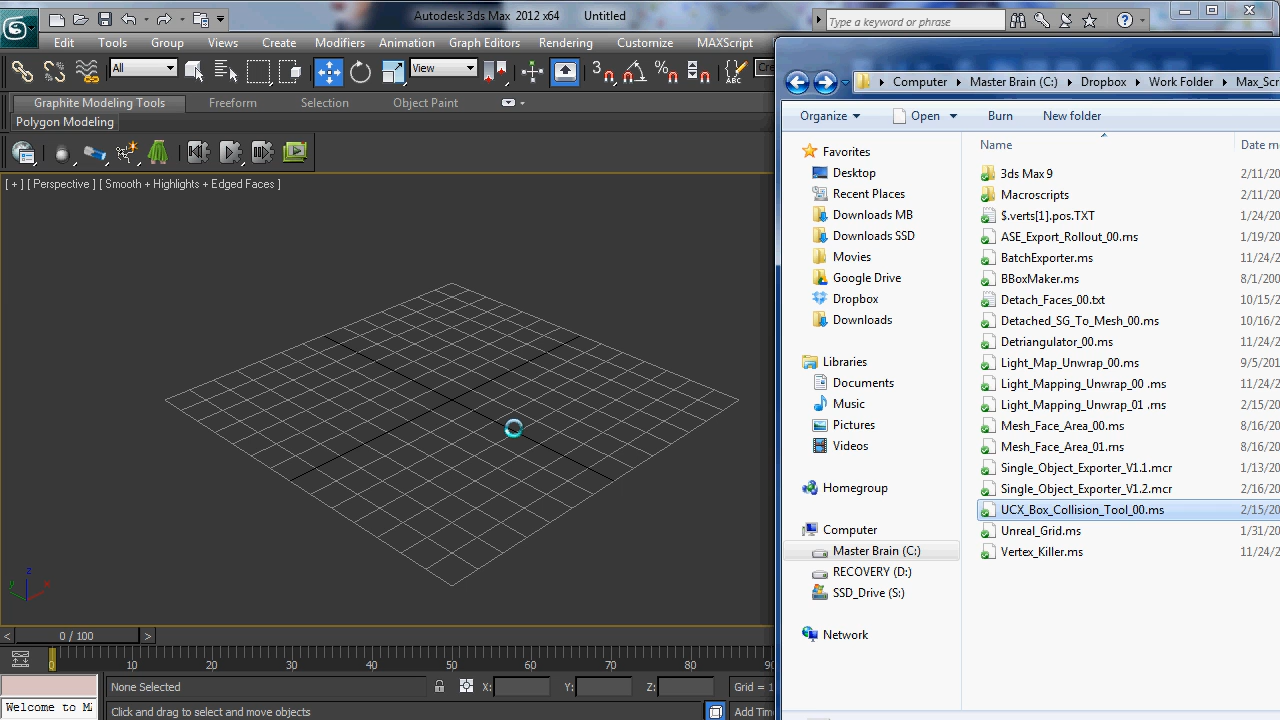 Autodesk 3ds Max 2012 x64 Untitled
Type a keyword or phrase
Edit Tools Group Views Create Modifiers Animation Graph Editors Rendering Customize MAXScript
All View Cre
Graphite Modeling Tools Freeform Selection Object Paint
Polygon Modeling
[ + ] [ Perspective ] [ Smooth + Highlights + Edged Faces ]
z
y
x
< 0 / 100 >
0 10 20 30 40 50 60 70 80 90
None Selected X: Y: Z: Grid = 1
Welcome to M
Click and drag to select and move objects Add Time
Computer Master Brain (C:) Dropbox Work Folder Max_Scr
Organize Open Burn New folder
Favorites
Desktop
Recent Places
Downloads MB
Downloads SSD
Movies
Google Drive
Dropbox
Downloads
Libraries
Documents
Music
Pictures
Videos
Homegroup
Computer
Master Brain (C:)
RECOVERY (D:)
SSD_Drive (S:)
Network
Name Date m
3ds Max 9 2/11/20
Macroscripts 2/11/20
$.verts[1].pos.TXT 1/24/20
ASE_Export_Rollout_00.ms 1/19/20
BatchExporter.ms 11/24/2
BBoxMaker.ms 8/1/200
Detach_Faces_00.txt 10/15/2
Detached_SG_To_Mesh_00.ms 10/16/2
Detriangulator_00.ms 11/24/2
Light_Map_Unwrap_00.ms 9/5/201
Light_Mapping_Unwrap_00 .ms 11/24/2
Light_Mapping_Unwrap_01 .ms 2/15/20
Mesh_Face_Area_00.ms 8/16/20
Mesh_Face_Area_01.ms 8/16/20
Single_Object_Exporter_V1.1.mcr 1/13/20
Single_Object_Exporter_V1.2.mcr 2/16/20
UCX_Box_Collision_Tool_00.ms 2/15/20
Unreal_Grid.ms 1/31/20
Vertex_Killer.ms 11/24/2